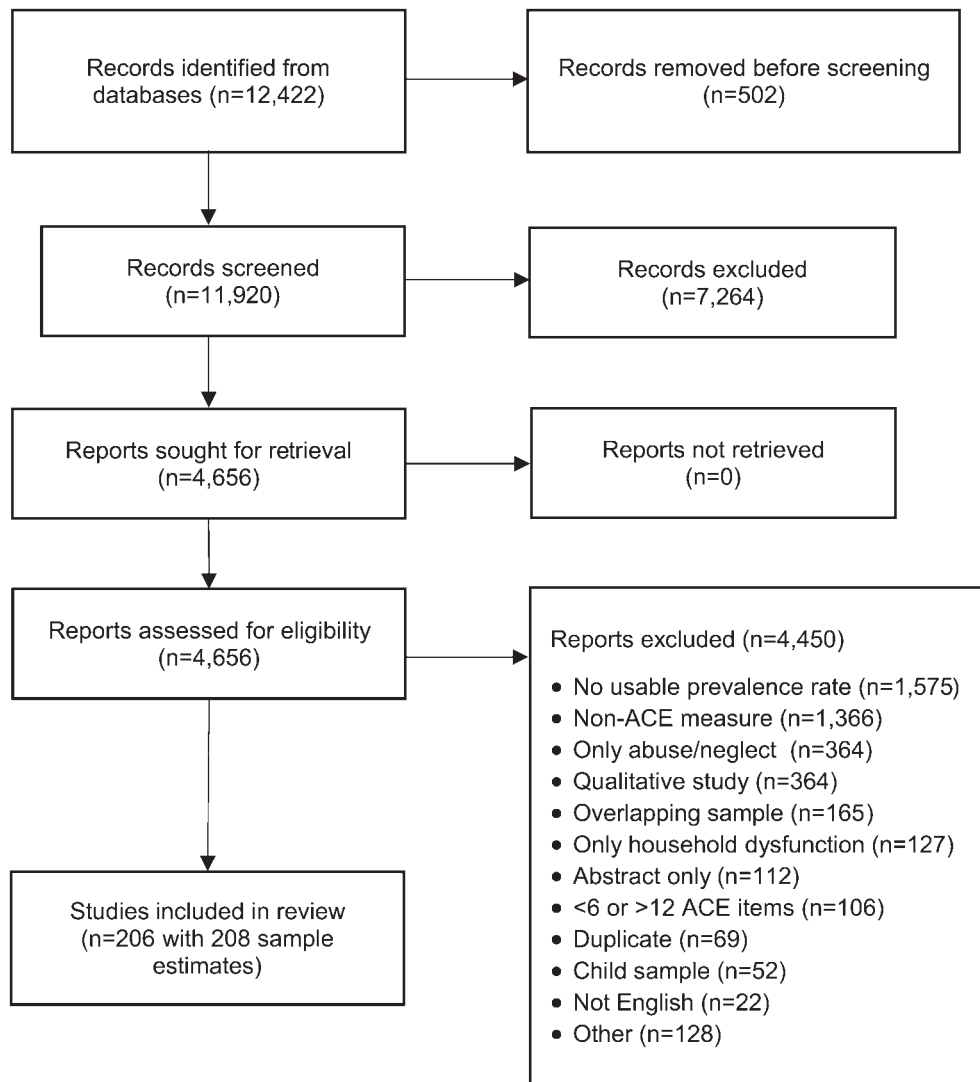 Records identified from
databases (n=12,422)
Records removed before screening
(n=502)
Records screened
(n=11,920)
Records excluded
(n=7,264)
Reports sought for retrieval
(n=4,656)
Reports not retrieved
(n=0)
Reports assessed for eligibility
(n=4,656)
Reports excluded (n=4,450)
• No usable prevalence rate (n=1,575)
• Non-ACE measure (n=1,366)
• Only abuse/neglect (n=364)
• Qualitative study (n=364)
• Overlapping sample (n=165)
• Only household dysfunction (n=127)
• Abstract only (n=112)
• <6 or >12 ACE items (n=106)
• Duplicate (n=69)
• Child sample (n=52)
• Not English (n=22)
• Other (n=128)
Studies included in review
(n=206 with 208 sample
estimates)